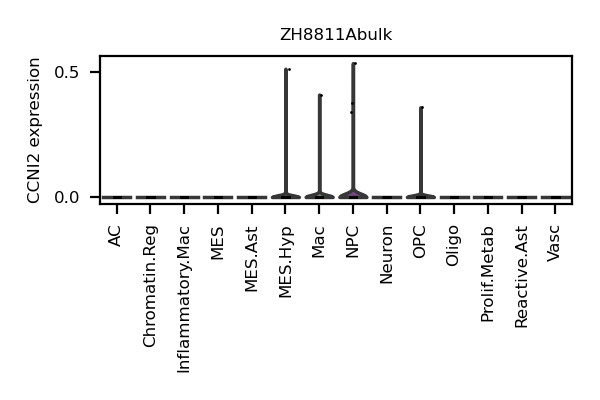 ZH8811Abulk
CCNI2 expression
0.5
0.0
AC
Chromatin.Reg
Inflammatory.Mac
MES
MES.Ast
MES.Hyp
Mac
NPC
Neuron
OPC
Oligo
Prolif.Metab
Reactive.Ast
Vasc